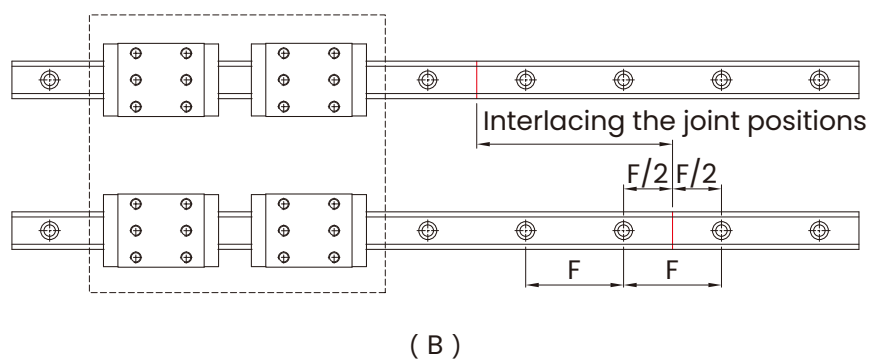 Interlacing the joint positions
F/2 F/2
F F
( B )